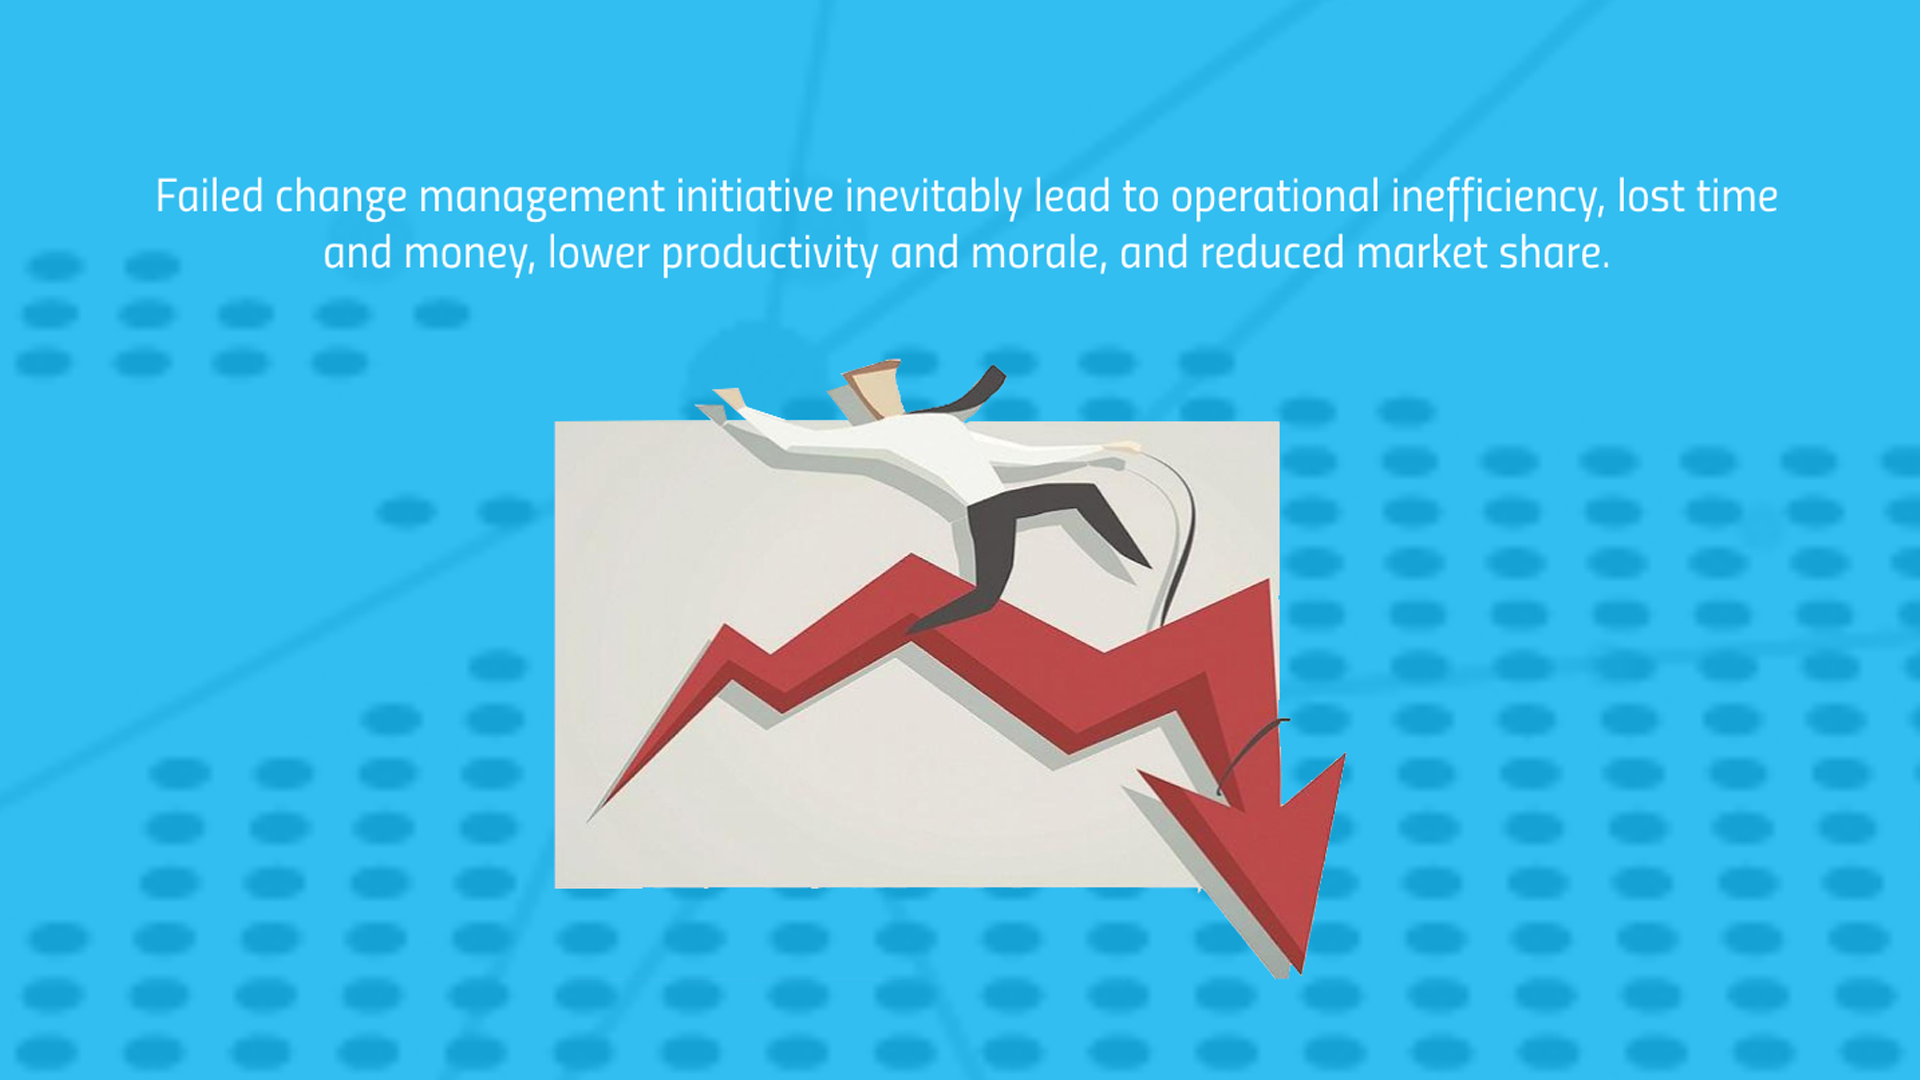 Failed change management initiative inevitably lead to operational inefficiency, lost time
and money, lower productivity and morale, and reduced market share.